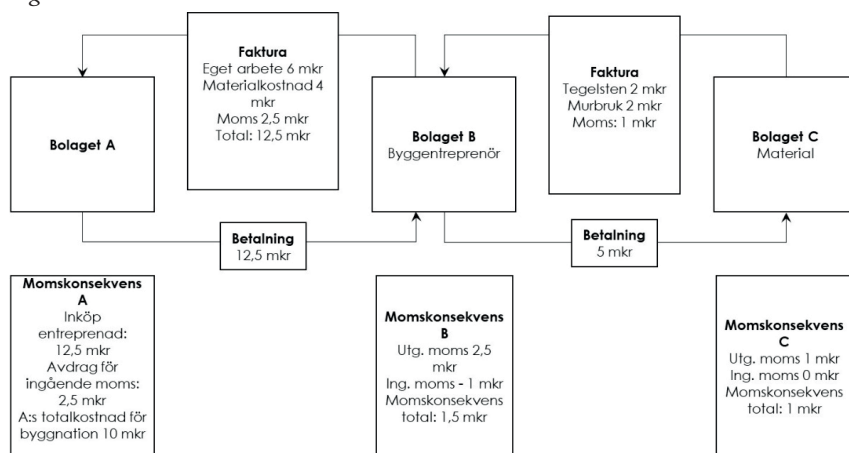 Faktura
Eget arbete 6 mkr
Materialkostnad 4
mkr
Moms 2,5 mkr
Total: 12,5 mkr
Faktura
Tegelsten 2 mkr
Murbruk 2 mkr
Moms: 1 mkr
Bolaget A
Bolaget B
Byggentreprenör
Bolaget C
Material
Betalning
12,5 mkr
Betalning
5 mkr
Momskonsekvens
A
Inköp
entreprenad:
12,5 mkr
Avdrag för
ingående moms:
2,5 mkr
A:s totalkostnad för
byggnation 10 mkr
Momskonsekvens
B
Utg. moms 2,5
mkr
Ing. moms - 1 mkr
Momskonsekvens
total: 1,5 mkr
Momskonsekvens
C
Utg. moms 1 mkr
Ing. moms 0 mkr
Momskonsekvens
total: 1 mkr